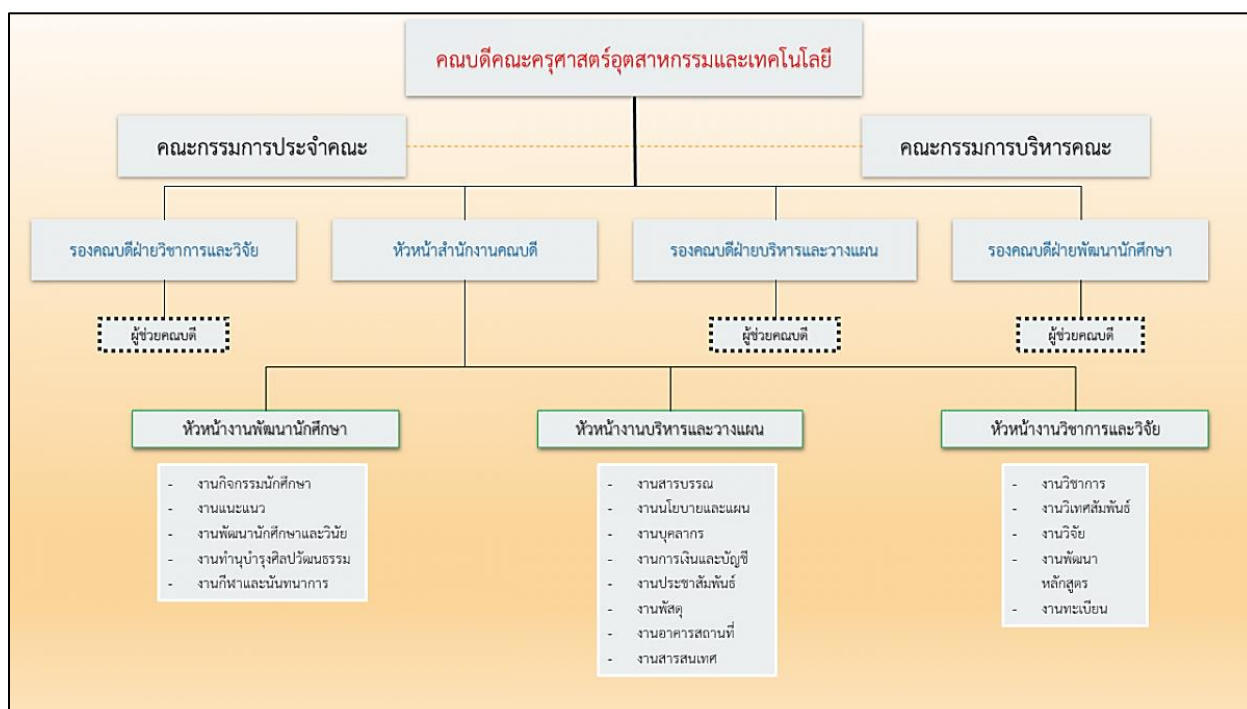 คณบดีคณะครุศาสตร์อุตสาหกรรมและเทคโนโลยี
คณะกรรมการประจำคณะ
คณะกรรมการบริหารคณะ
รองคณบดีฝ่ายวิชาการและวิจัย
หัวหน้าสำนักงานคณบดี
รองคณบดีฝ่ายบริหารและวางแผน
รองคณบดีฝ่ายพัฒนานักศึกษา
ผู้ช่วยคณบดี
ผู้ช่วยคณบดี
ผู้ช่วยคณบดี
หัวหน้างานพัฒนานักศึกษา
หัวหน้างานบริหารและวางแผน
หัวหน้างานวิชาการและวิจัย
- งานกิจกรรมนักศึกษา
- งานแนะแนว
- งานพัฒนานักศึกษาและวินัย
- งานทำนุบำรุงศิลปวัฒนธรรม
- งานกีฬาและนันทนาการ
- งานสารบรรณ
- งานนโยบายและแผน
- งานบุคลากร
- งานการเงินและบัญชี
- งานประชาสัมพันธ์
- งานพัสดุ
- งานอาคารสถานที่
- งานสารสนเทศ
- งานวิชาการ
- งานวิเทศสัมพันธ์
- งานวิจัย
- งานพัฒนา
หลักสูตร
- งานทะเบียน